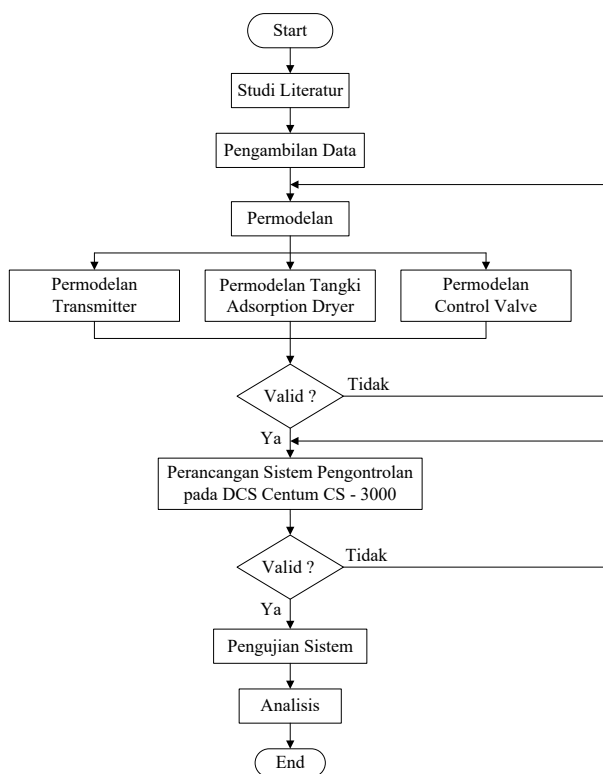 Start
Studi Literatur
Pengambilan Data
Permodelan
Permodelan
Transmitter
Permodelan Tangki
Adsorption Dryer
Permodelan
Control Valve
Valid ?
Tidak
Ya
Perancangan Sistem Pengontrolan
pada DCS Centum CS - 3000
Valid ?
Tidak
Ya
Pengujian Sistem
Analisis
End